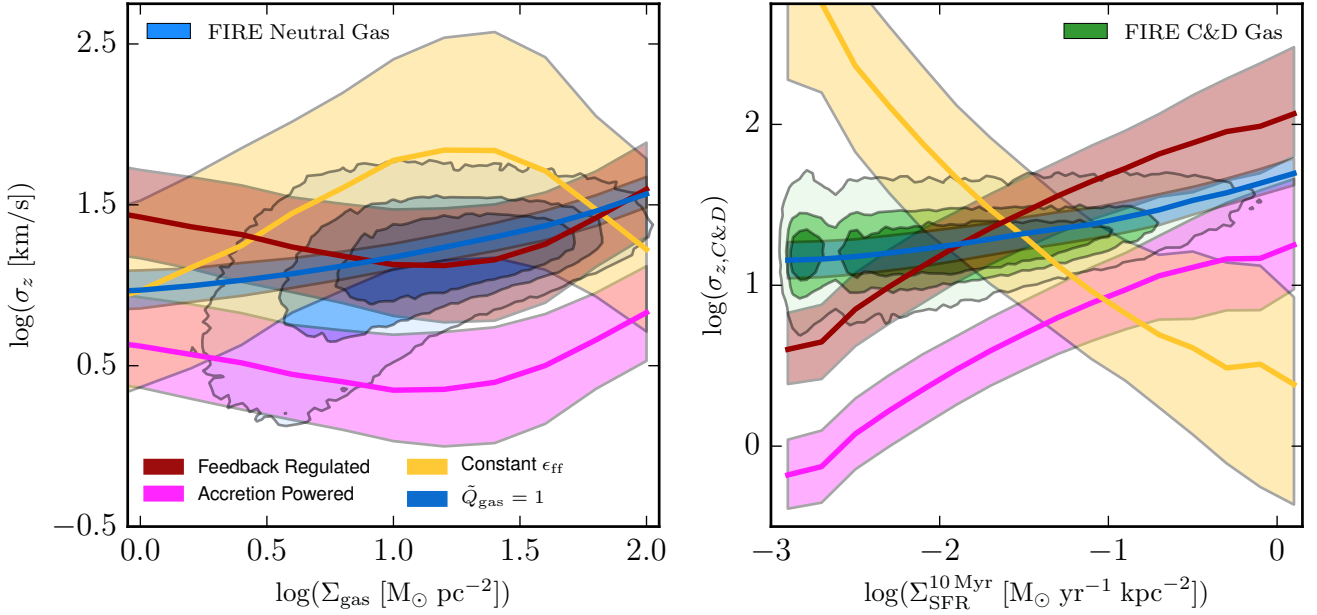 FIRE Neutral Gas
2.5
1.5
0.5
−0.5
log(σ_z [km/s])
Feedback Regulated
Accretion Powered
Constant ϵ_ff
Q̃_gas = 1
0.0 0.5 1.0 1.5 2.0
log(Σ_gas [M_⊙ pc^−2])
FIRE C&D Gas
2
1
0
log(σ_z,C&D)
−3 −2 −1 0
log(Σ_SFR^10 Myr [M_⊙ yr^−1 kpc^−2])